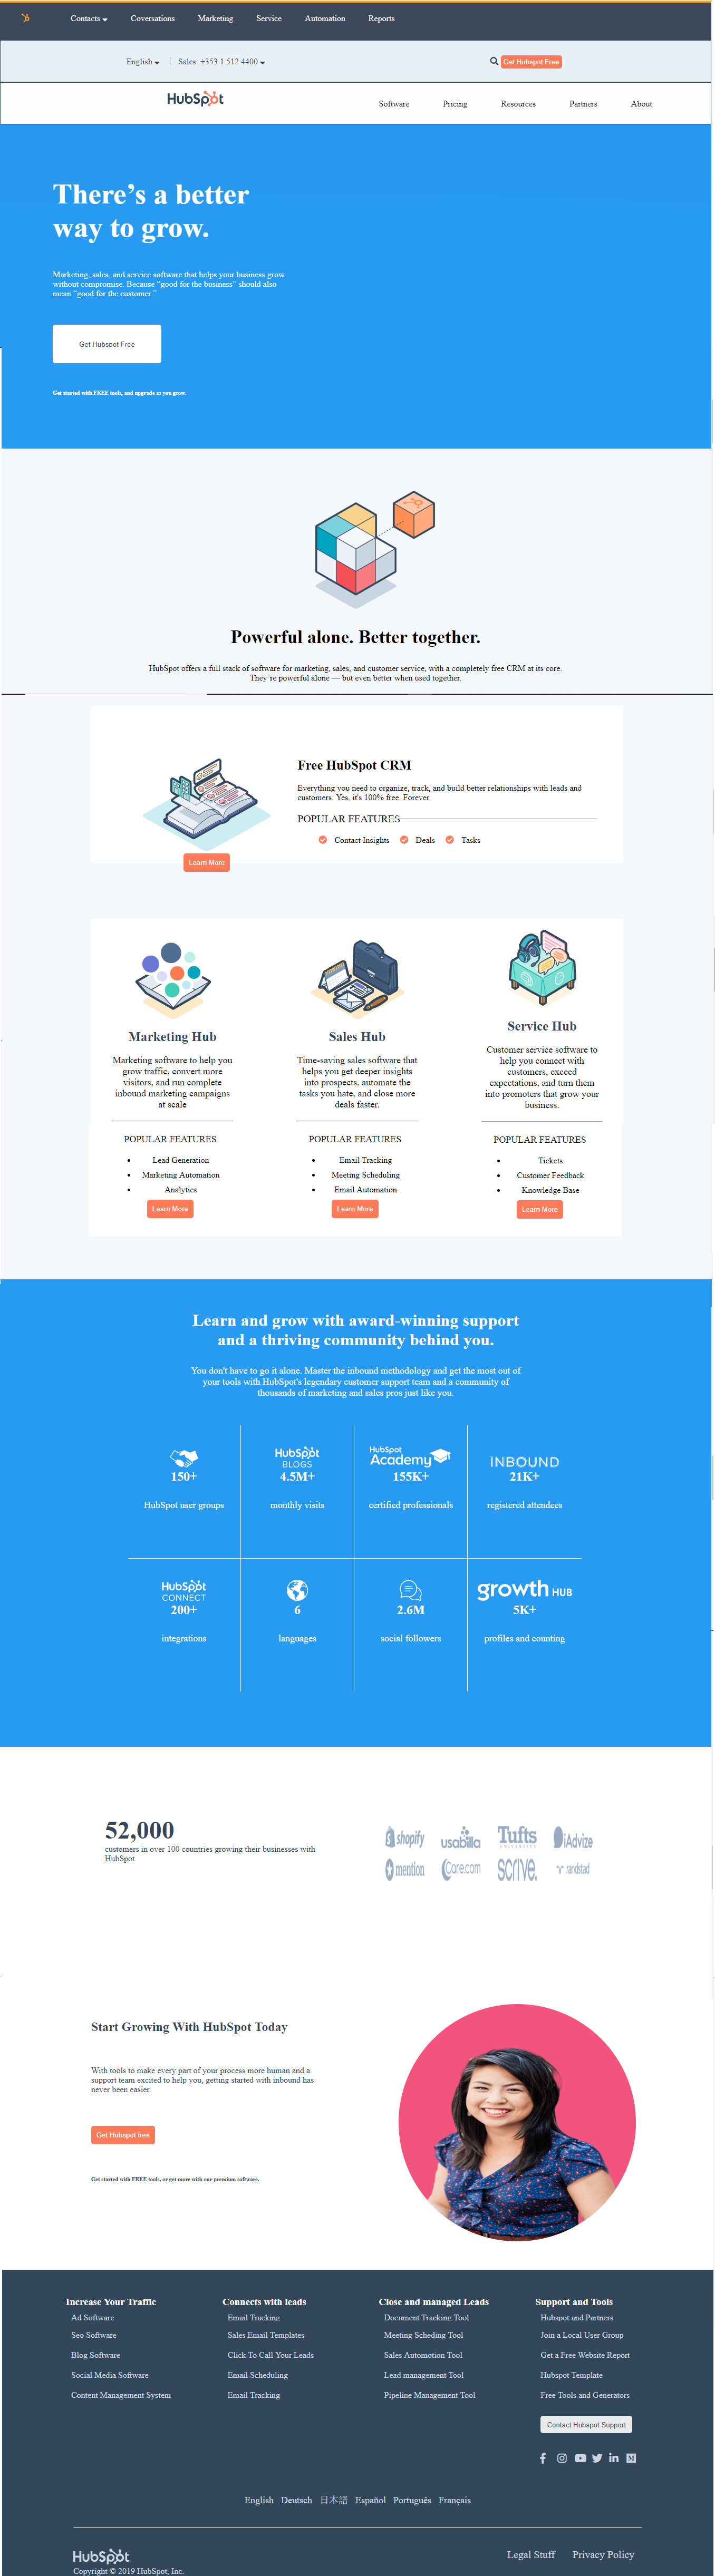 Contacts Coversations Marketing Service Automation Reports
English | Sales: +353 1 512 4400 Get Hubspot Free
HubSpot Software Pricing Resources Partners About
There’s a better
way to grow.
Marketing, sales, and service software that helps your business grow
without compromise. Because “good for the business” should also
mean “good for the customer.”
Get Hubspot Free
Get started with FREE tools, and upgrade as you grow.
Powerful alone. Better together.
HubSpot offers a full stack of software for marketing, sales, and customer service, with a completely free CRM at its core.
They’re powerful alone — but even better when used together.
Free HubSpot CRM
Everything you need to organize, track, and build better relationships with leads and
customers. Yes, it's 100% free. Forever.
POPULAR FEATURES
Contact Insights Deals Tasks
Learn More
Marketing Hub
Marketing software to help you
grow traffic, convert more
visitors, and run complete
inbound marketing campaigns
at scale
POPULAR FEATURES
Lead Generation
Marketing Automation
Analytics
Learn More
Sales Hub
Time-saving sales software that
helps you get deeper insights
into prospects, automate the
tasks you hate, and close more
deals faster.
POPULAR FEATURES
Email Tracking
Meeting Scheduling
Email Automation
Learn More
Service Hub
Customer service software to
help you connect with
customers, exceed
expectations, and turn them
into promoters that grow your
business.
POPULAR FEATURES
Tickets
Customer Feedback
Knowledge Base
Learn More
Learn and grow with award-winning support
and a thriving community behind you.
You don't have to go it alone. Master the inbound methodology and get the most out of
your tools with HubSpot's legendary customer support team and a community of
thousands of marketing and sales pros just like you.
150+
HubSpot user groups
HubSpot
BLOGS
4.5M+
monthly visits
HubSpot
Academy
155K+
certified professionals
INBOUND
21K+
registered attendees
HubSpot
CONNECT
200+
integrations
6
languages
2.6M
social followers
growth HUB
5K+
profiles and counting
52,000
customers in over 100 countries growing their businesses with
HubSpot
shopify usabilla Tufts UNIVERSITY iAdvize
mention Care.com SCRIVE. randstad
Start Growing With HubSpot Today
With tools to make every part of your process more human and a
support team excited to help you, getting started with inbound has
never been easier.
Get Hubspot free
Get started with FREE tools, or get more with our premium software.
Increase Your Traffic
Ad Software
Seo Software
Blog Software
Social Media Software
Content Management System
Connects with leads
Email Tracking
Sales Email Templates
Click To Call Your Leads
Email Scheduling
Email Tracking
Close and managed Leads
Document Tracking Tool
Meeting Scheding Tool
Sales Automotion Tool
Lead management Tool
Pipeline Management Tool
Support and Tools
Hubspot and Partners
Join a Local User Group
Get a Free Website Report
Hubspot Template
Free Tools and Generators
Contact Hubspot Support
English Deutsch 日本語 Español Português Français
HubSpot Legal Stuff Privacy Policy
Copyright © 2019 HubSpot, Inc.